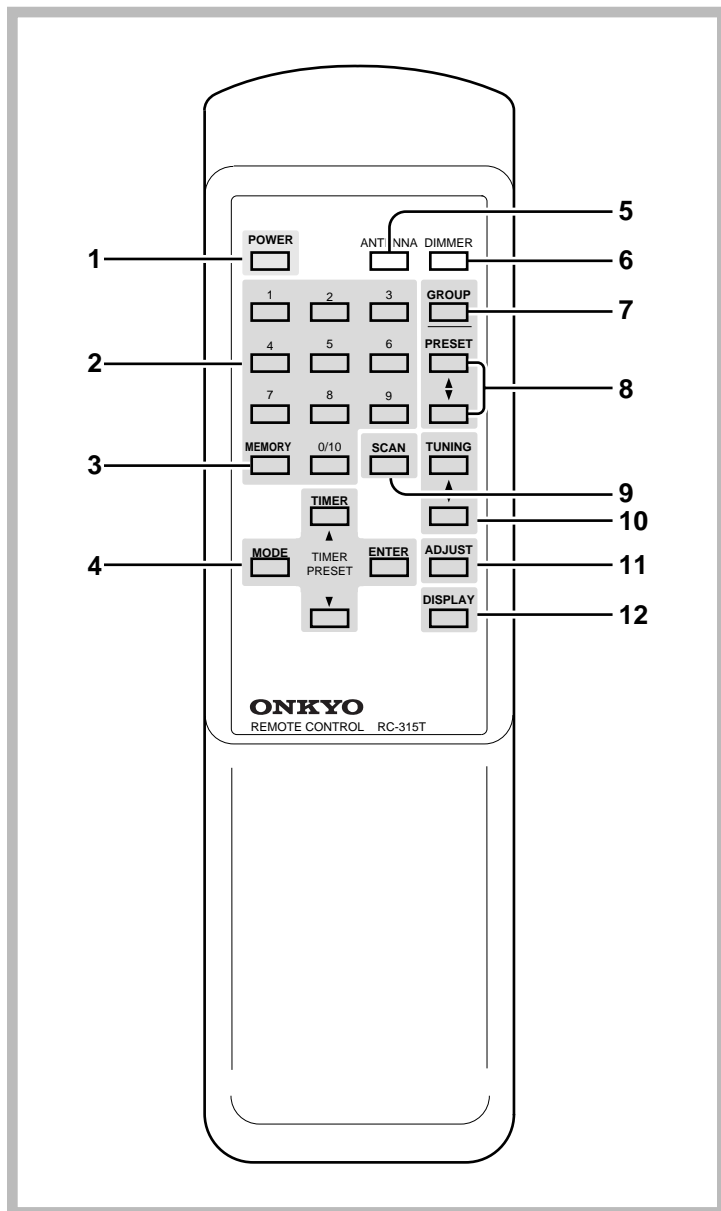 5
POWER
ANTENNA DIMMER
1
6
1 2 3 GROUP
7
4 5 6 PRESET
2
8
7 8 9
MEMORY 0/10 SCAN TUNING
3
9
TIMER
10
MODE TIMER ENTER ADJUST
PRESET
4
11
DISPLAY
12
ONKYO
REMOTE CONTROL RC-315T